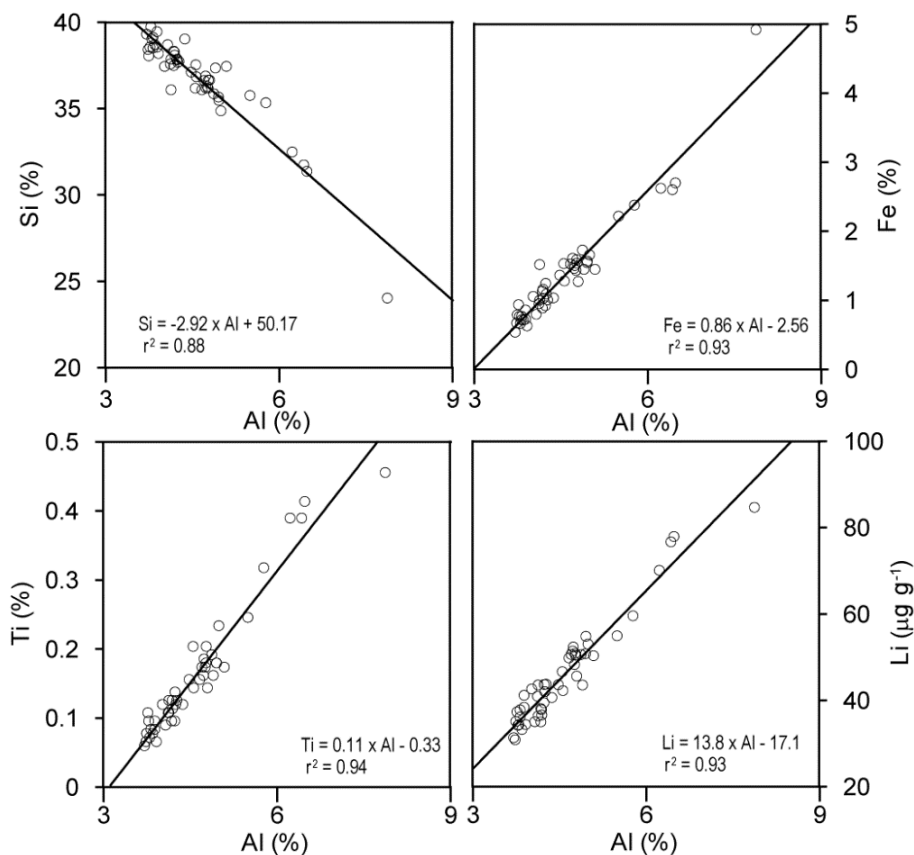 40
35
30
25
20
Si (%)
Si = -2.92 x Al + 50.17
r² = 0.88
3
6
9
Al (%)
5
4
3
2
1
0
Fe (%)
Fe = 0.86 x Al - 2.56
r² = 0.93
3
6
9
Al (%)
0.5
0.4
0.3
0.2
0.1
0
Ti (%)
Ti = 0.11 x Al - 0.33
r² = 0.94
3
6
9
Al (%)
100
80
60
40
20
Li (μg g⁻¹)
Li = 13.8 x Al - 17.1
r² = 0.93
3
6
9
Al (%)